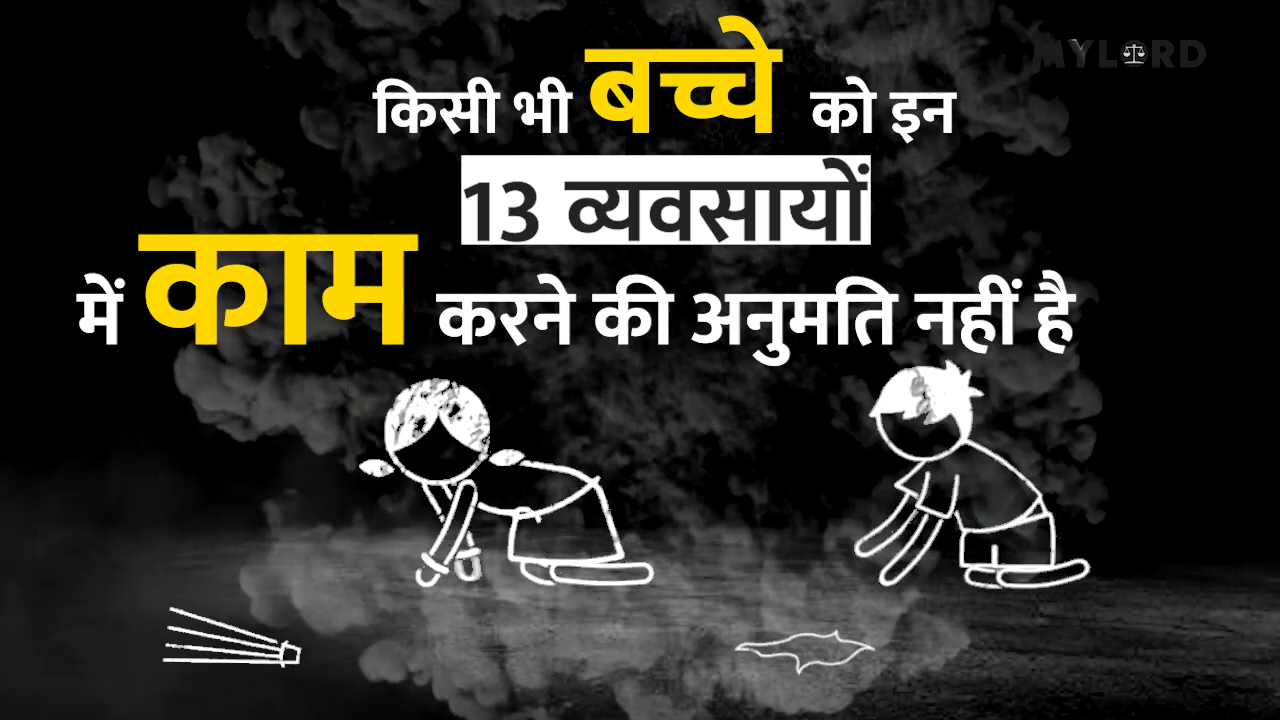 MYLORD
किसी भी बच्चे को इन
13 व्यवसायों
में काम करने की अनुमति नहीं है